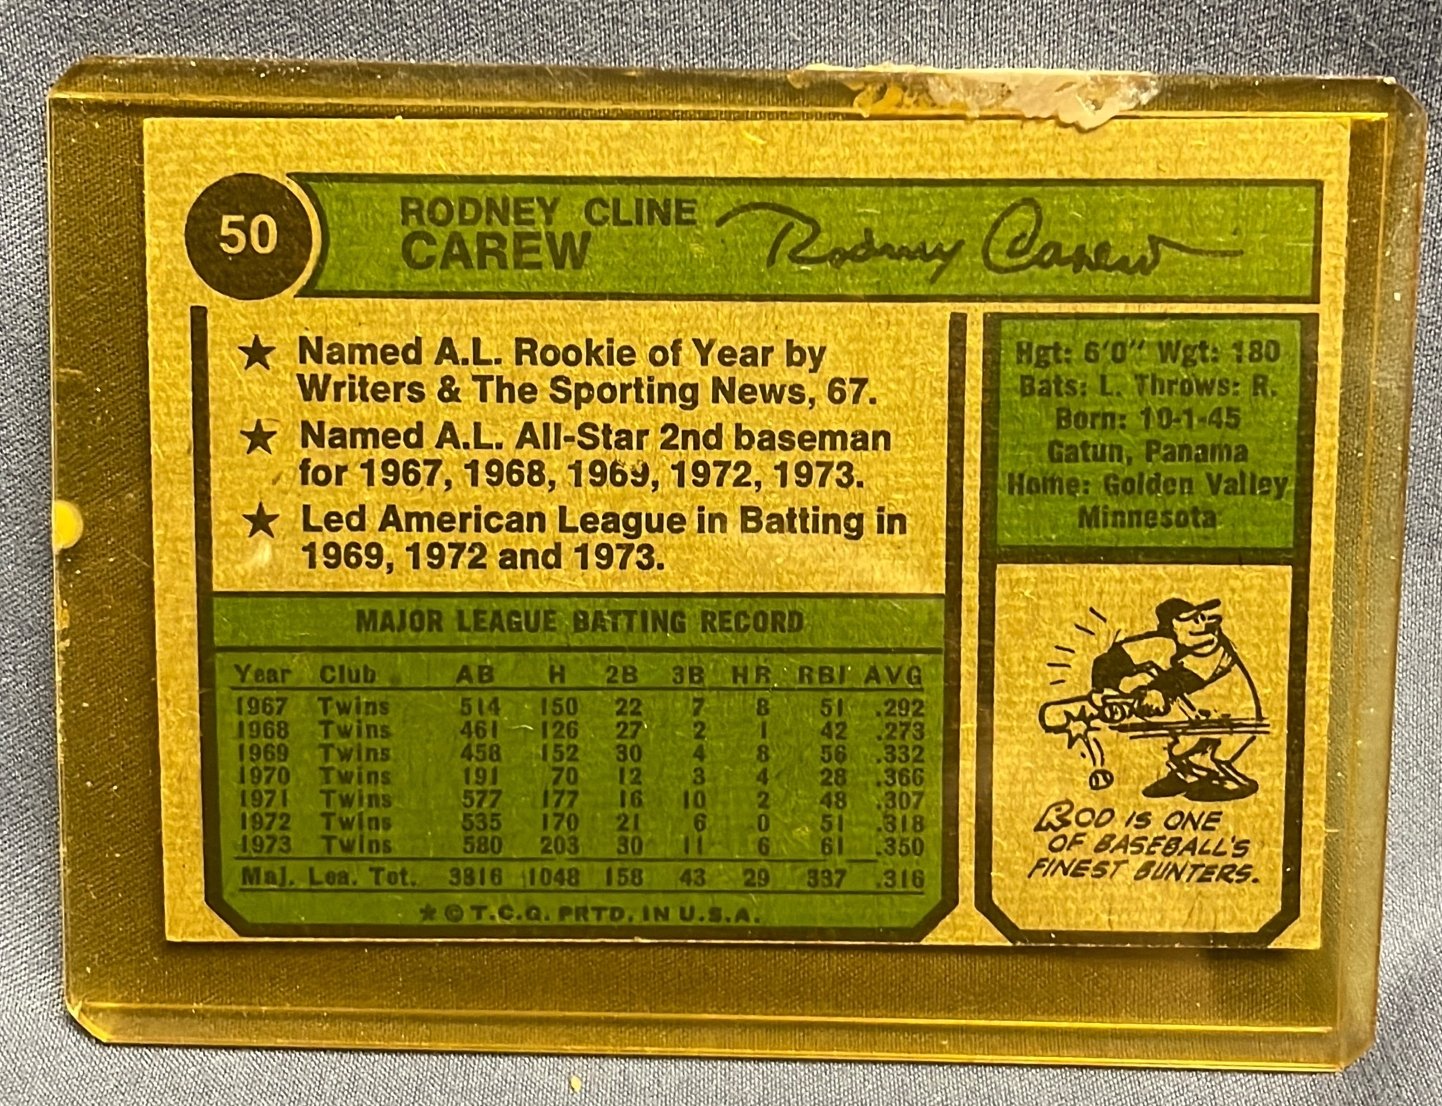 50
RODNEY CLINE
CAREW
Rodney Carew
★ Named A.L. Rookie of Year by
Writers & The Sporting News, 67.
★ Named A.L. All-Star 2nd baseman
for 1967, 1968, 1969, 1972, 1973.
★ Led American League in Batting in
1969, 1972 and 1973.
Hgt: 6'0" Wgt: 180
Bats: L. Throws: R.
Born: 10-1-45
Gatun, Panama
Home: Golden Valley
Minnesota
MAJOR LEAGUE BATTING RECORD
Year Club AB H 2B 3B HR RBI AVG
1967 Twins 514 150 22 7 8 51 .292
1968 Twins 461 126 27 2 1 42 .273
1969 Twins 458 152 30 4 8 56 .332
1970 Twins 191 70 12 3 4 28 .366
1971 Twins 577 177 16 10 2 48 .307
1972 Twins 535 170 21 6 0 51 .318
1973 Twins 580 203 30 11 6 61 .350
Maj. Lea. Tot. 3316 1048 158 43 29 337 .316
★ © T.C.G. PRTD. IN U.S.A.
ROD IS ONE
OF BASEBALL'S
FINEST BUNTERS.